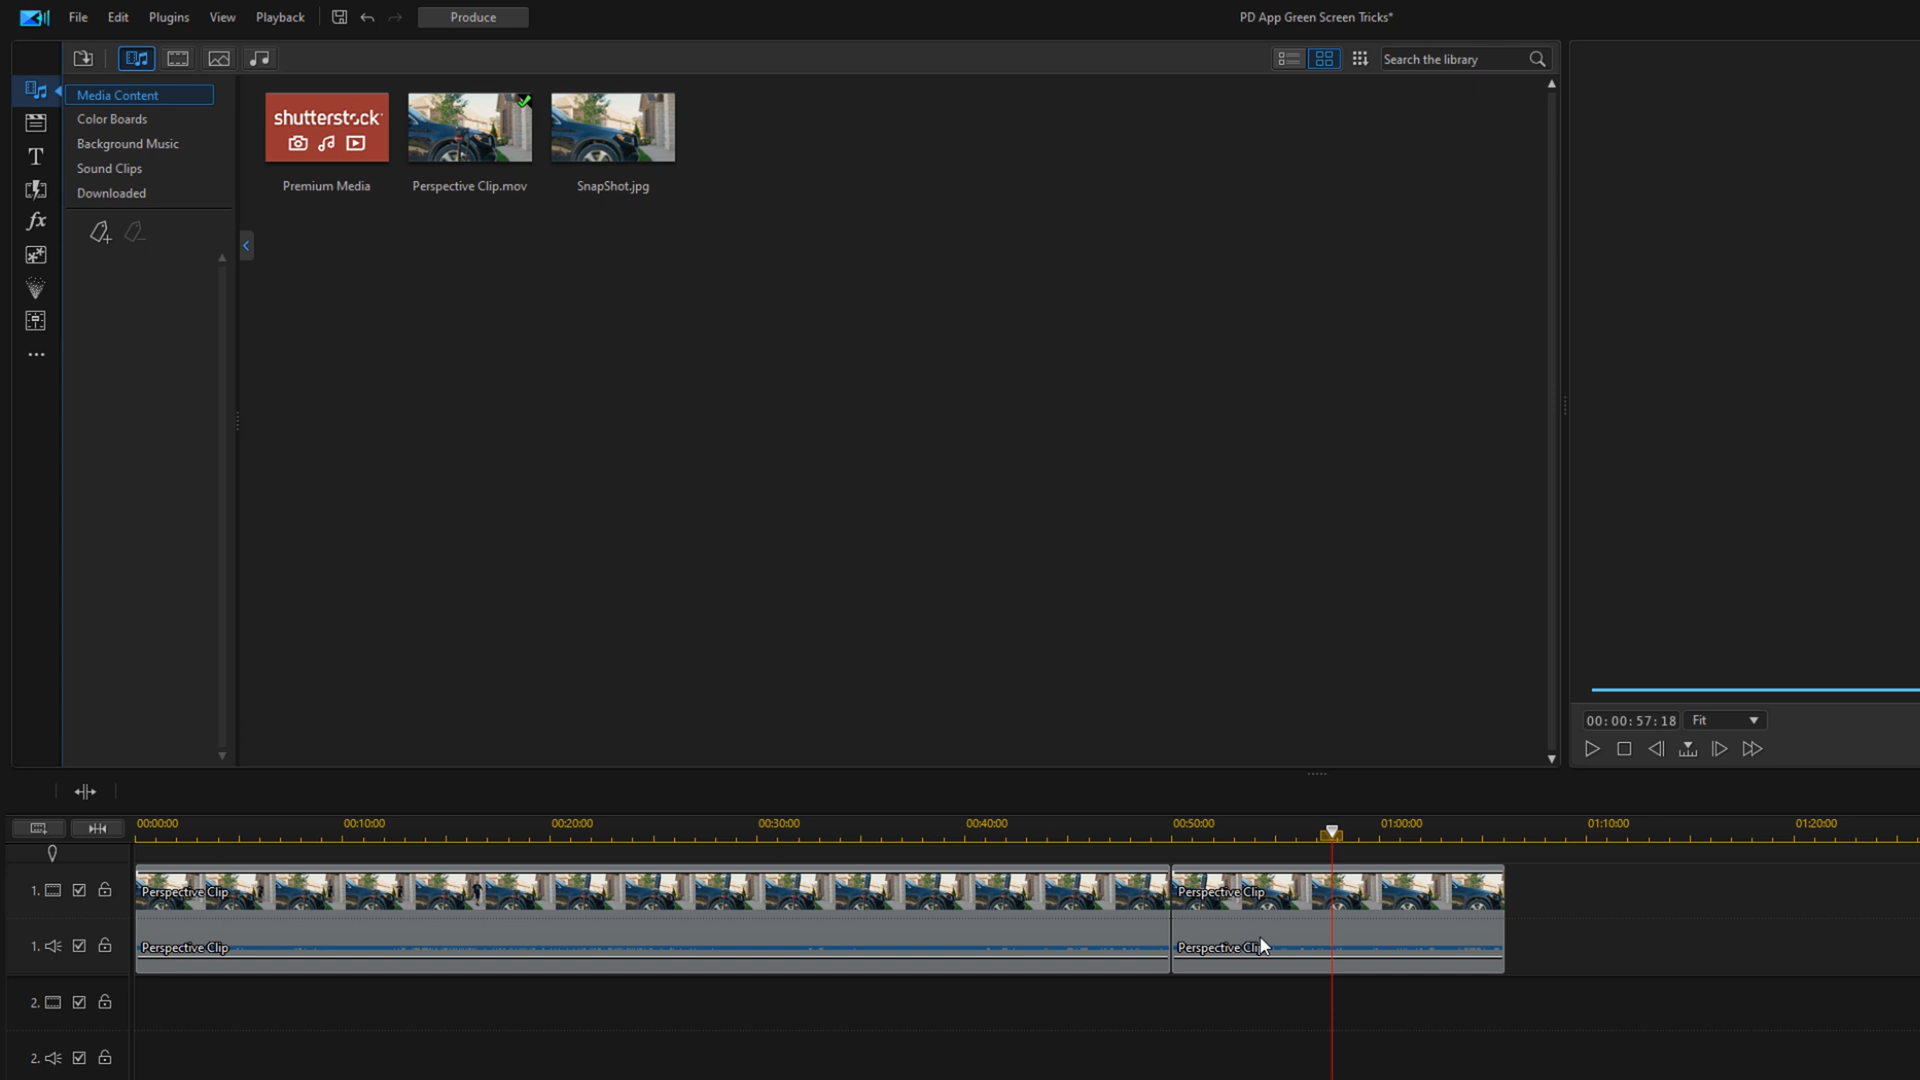 File Edit Plugins View Playback Produce PD App Green Screen Tricks*
Search the library
Media Content
Color Boards
Background Music
Sound Clips
Downloaded
T
fx
shutterstock
Premium Media Perspective Clip.mov SnapShot.jpg
00:00:57:18 Fit
00:00:00 00:10:00 00:20:00 00:30:00 00:40:00 00:50:00 01:00:00 01:10:00 01:20:00
1. Perspective Clip Perspective Clip
1. Perspective Clip Perspective Clip
2.
2.